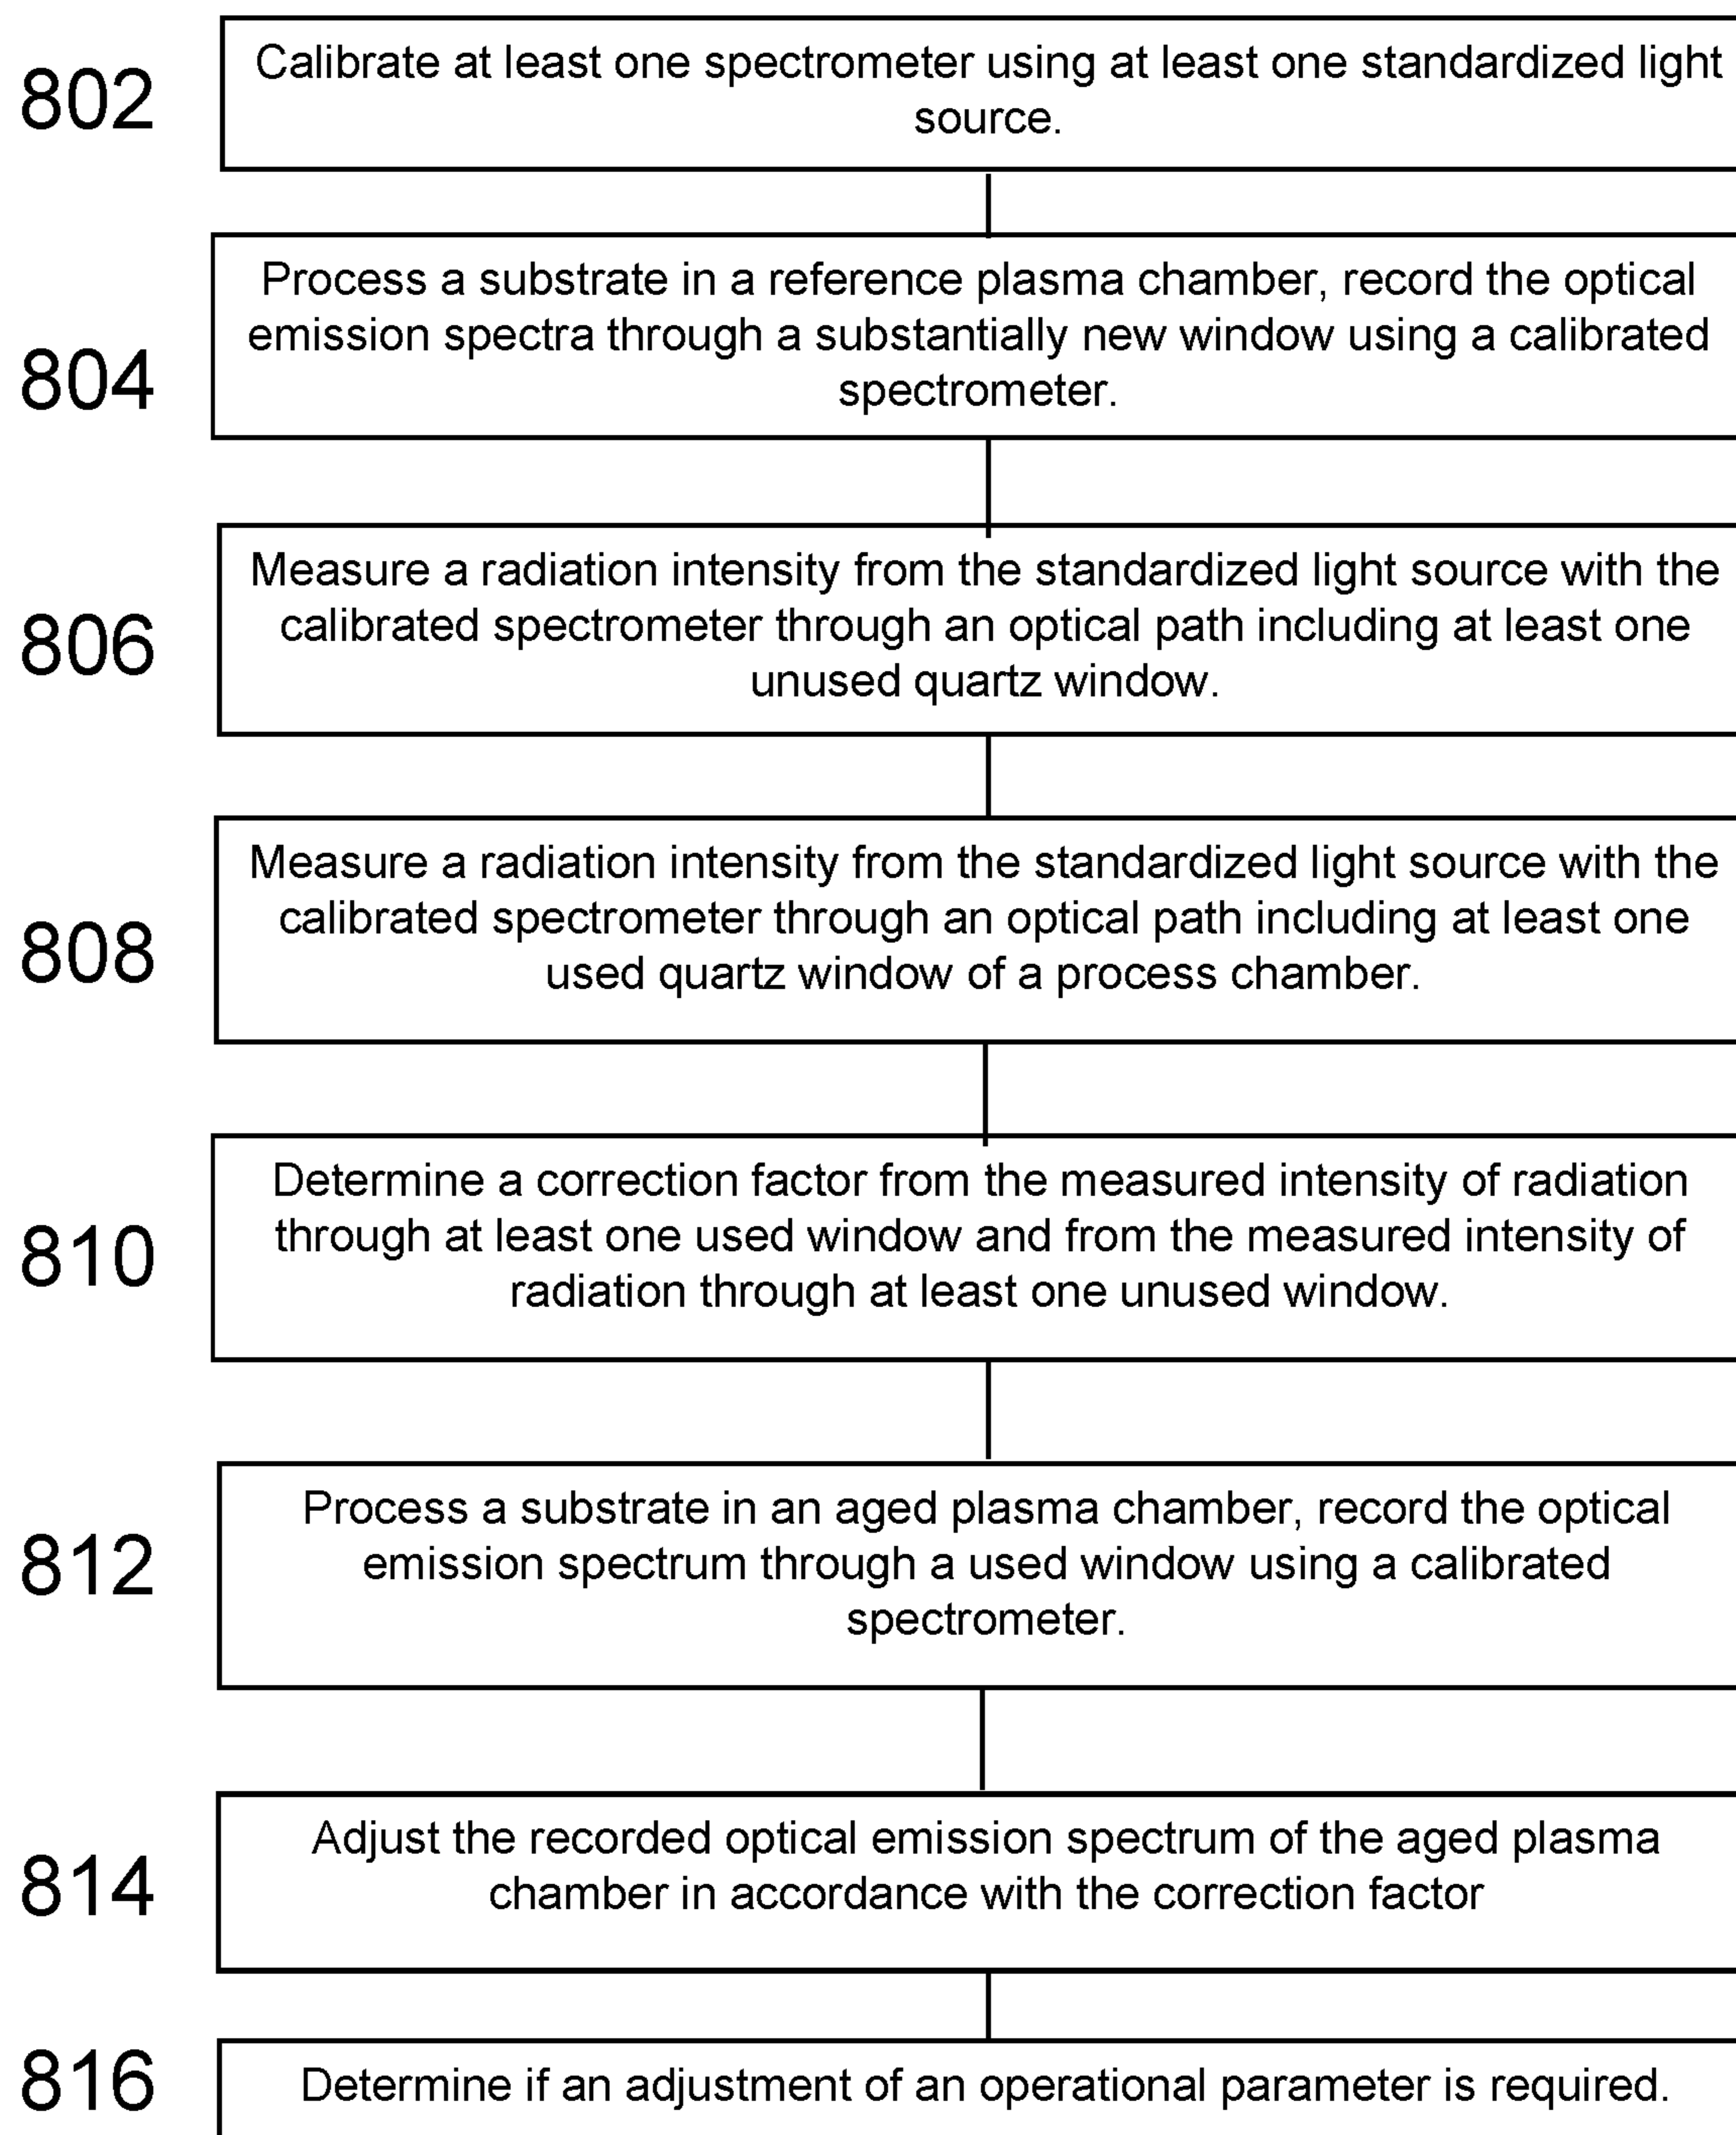 802
Calibrate at least one spectrometer using at least one standardized light
source.
804
Process a substrate in a reference plasma chamber, record the optical
emission spectra through a substantially new window using a calibrated
spectrometer.
806
Measure a radiation intensity from the standardized light source with the
calibrated spectrometer through an optical path including at least one
unused quartz window.
808
Measure a radiation intensity from the standardized light source with the
calibrated spectrometer through an optical path including at least one
used quartz window of a process chamber.
810
Determine a correction factor from the measured intensity of radiation
through at least one used window and from the measured intensity of
radiation through at least one unused window.
812
Process a substrate in an aged plasma chamber, record the optical
emission spectrum through a used window using a calibrated
spectrometer.
814
Adjust the recorded optical emission spectrum of the aged plasma
chamber in accordance with the correction factor
816
Determine if an adjustment of an operational parameter is required.